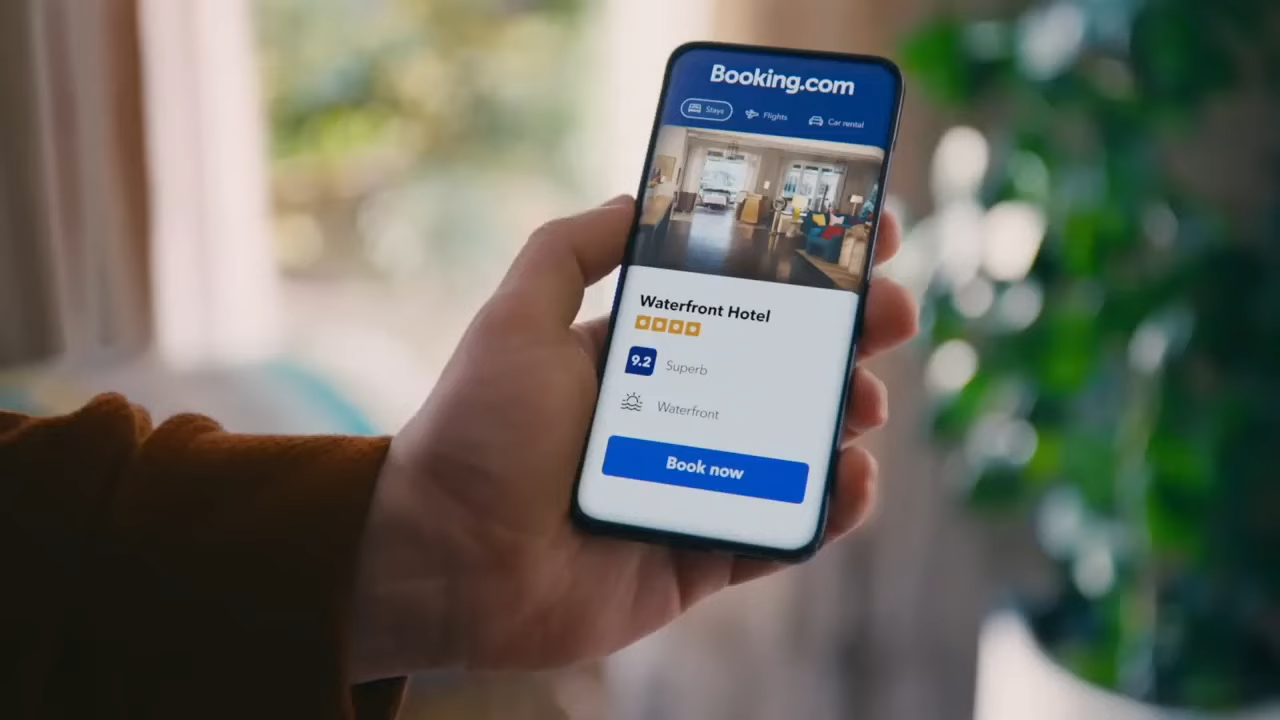 Booking.com
Stays Flights Car rental
Waterfront Hotel
9.2 Superb
Waterfront
Book now